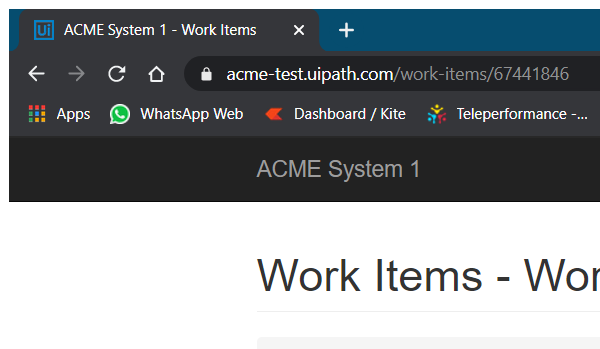 Ui ACME System 1 - Work Items
acme-test.uipath.com/work-items/67441846
Apps WhatsApp Web Dashboard / Kite Teleperformance -...
ACME System 1
Work Items - Wor